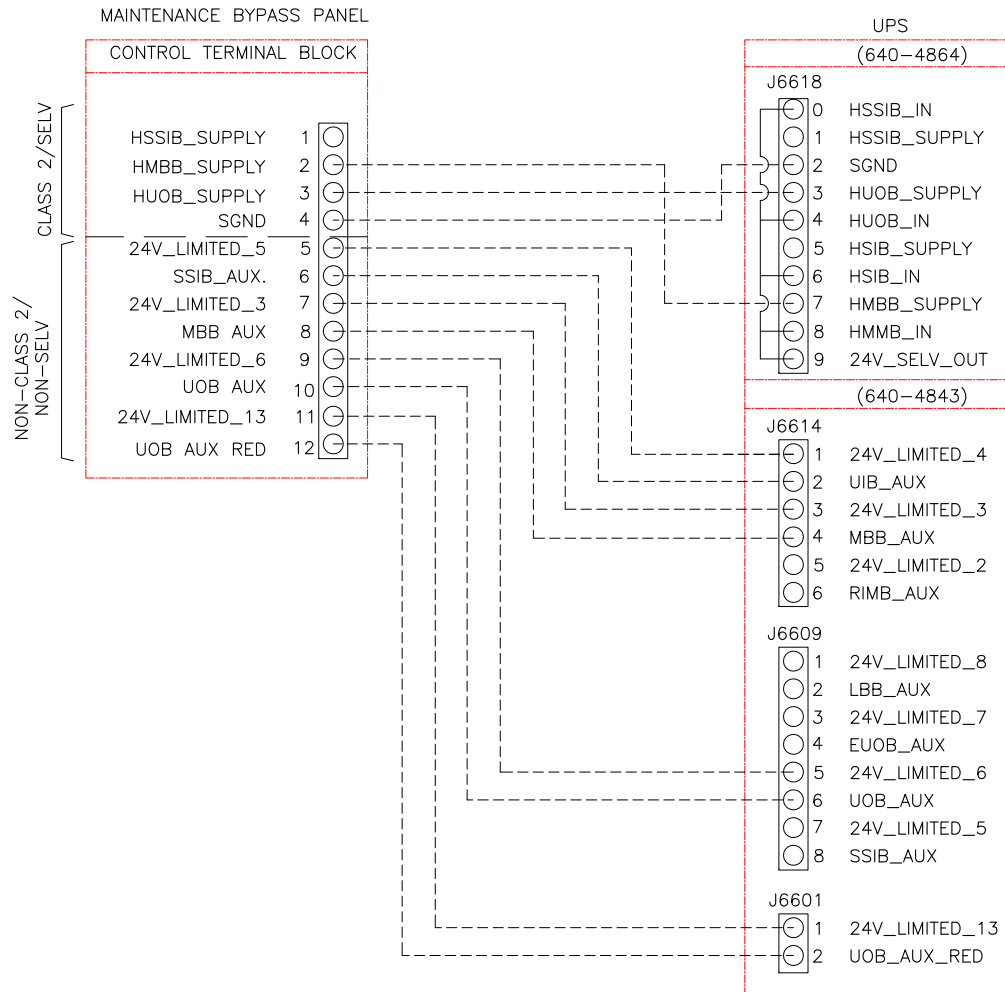 MAINTENANCE BYPASS PANEL
CONTROL TERMINAL BLOCK
CLASS 2/SELV
HSSIB_SUPPLY 1
HMBB_SUPPLY 2
HUOB_SUPPLY 3
SGND 4
NON-CLASS 2/
NON-SELV
24V_LIMITED_5 5
SSIB_AUX. 6
24V_LIMITED_3 7
MBB AUX 8
24V_LIMITED_6 9
UOB AUX 10
24V_LIMITED_13 11
UOB AUX RED 12
UPS
(640-4864)
J6618
0 HSSIB_IN
1 HSSIB_SUPPLY
2 SGND
3 HUOB_SUPPLY
4 HUOB_IN
5 HSIB_SUPPLY
6 HSIB_IN
7 HMBB_SUPPLY
8 HMMB_IN
9 24V_SELV_OUT
(640-4843)
J6614
1 24V_LIMITED_4
2 UIB_AUX
3 24V_LIMITED_3
4 MBB_AUX
5 24V_LIMITED_2
6 RIMB_AUX
J6609
1 24V_LIMITED_8
2 LBB_AUX
3 24V_LIMITED_7
4 EUOB_AUX
5 24V_LIMITED_6
6 UOB_AUX
7 24V_LIMITED_5
8 SSIB_AUX
J6601
1 24V_LIMITED_13
2 UOB_AUX_RED